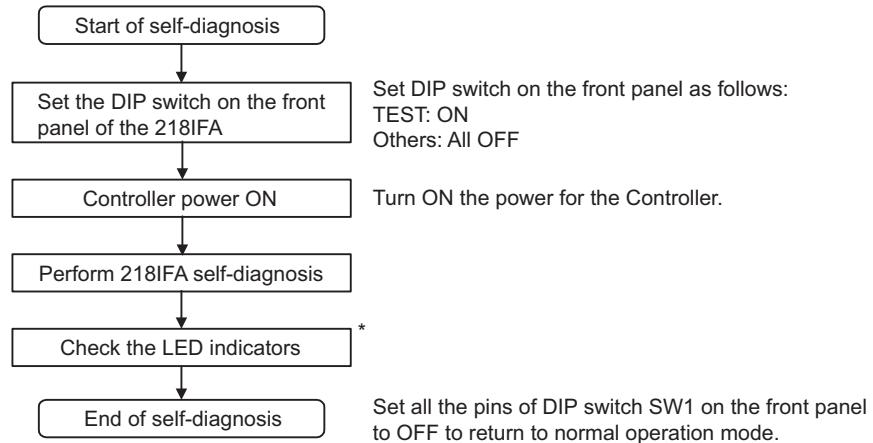 Start of self-diagnosis
Set the DIP switch on the front
panel of the 218IFA
Set DIP switch on the front panel as follows:
TEST: ON
Others: All OFF
Controller power ON
Turn ON the power for the Controller.
Perform 218IFA self-diagnosis
Check the LED indicators
*
End of self-diagnosis
Set all the pins of DIP switch SW1 on the front panel
to OFF to return to normal operation mode.